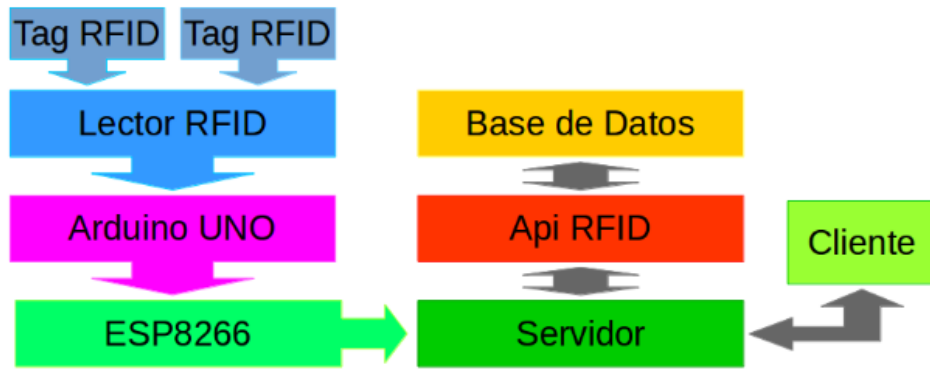 Tag RFID
Tag RFID
Lector RFID
Base de Datos
Arduino UNO
Api RFID
Cliente
ESP8266
Servidor